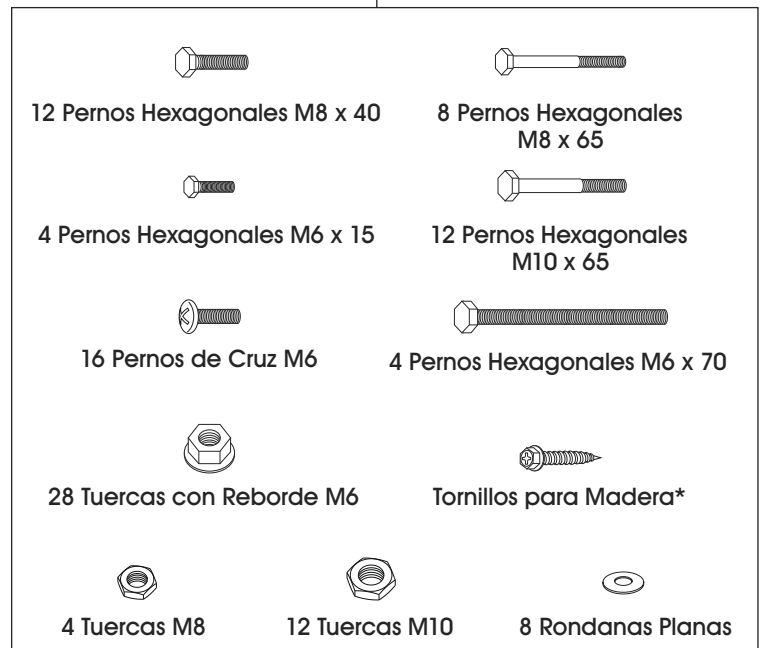 12 Pernos Hexagonales M8 x 40
8 Pernos Hexagonales
M8 x 65
4 Pernos Hexagonales M6 x 15
12 Pernos Hexagonales
M10 x 65
16 Pernos de Cruz M6
4 Pernos Hexagonales M6 x 70
28 Tuercas con Reborde M6
Tornillos para Madera*
4 Tuercas M8
12 Tuercas M10
8 Rondanas Planas